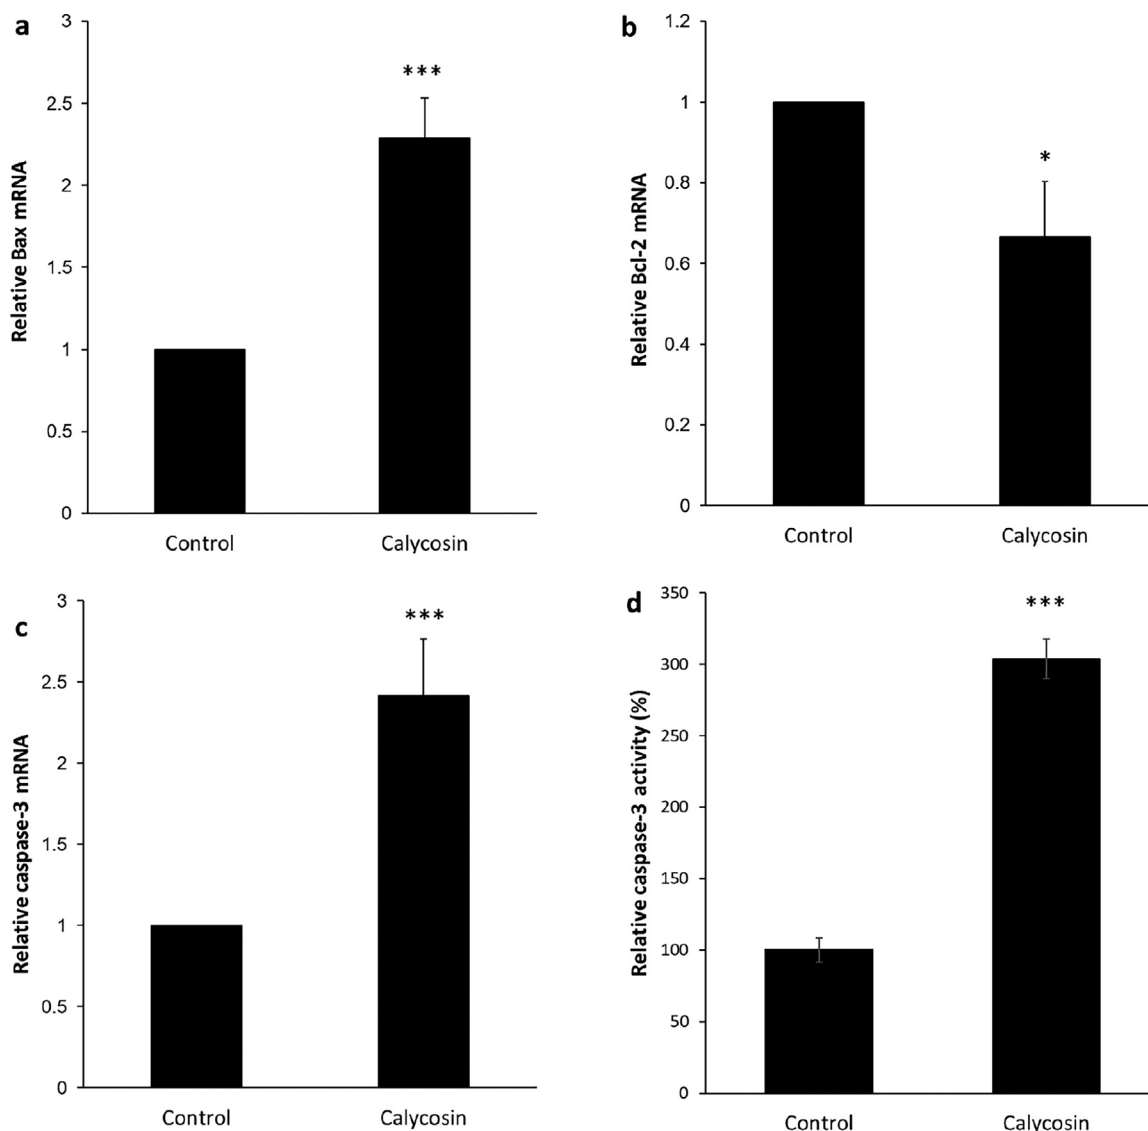 a
Relative Bax mRNA
3
2.5
2
1.5
1
0.5
0
***
Control
Calycosin
b
Relative Bcl-2 mRNA
1.2
1
0.8
0.6
0.4
0.2
0
*
Control
Calycosin
c
Relative caspase-3 mRNA
3
2.5
2
1.5
1
0.5
0
***
Control
Calycosin
d
Relative caspase-3 activity (%)
350
300
250
200
150
100
50
0
***
Control
Calycosin